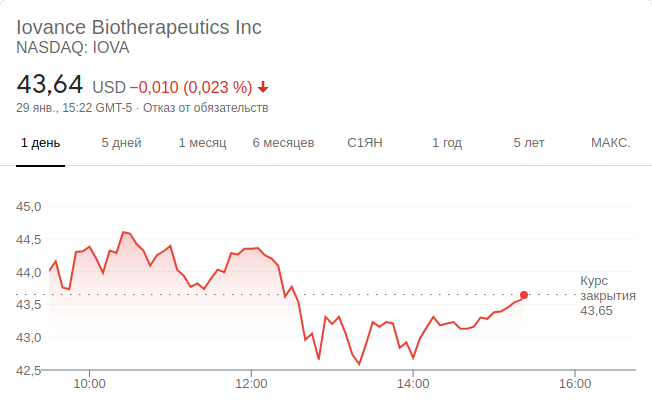 Iovance Biotherapeutics Inc
NASDAQ: IOVA
43,64 USD −0,010 (0,023 %)
29 янв., 15:22 GMT-5 · Отказ от обязательств
1 день 5 дней 1 месяц 6 месяцев С1ЯН 1 год 5 лет МАКС.
45,0
44,5
44,0
Курс
закрытия
43,65
43,5
43,0
42,5
10:00 12:00 14:00 16:00